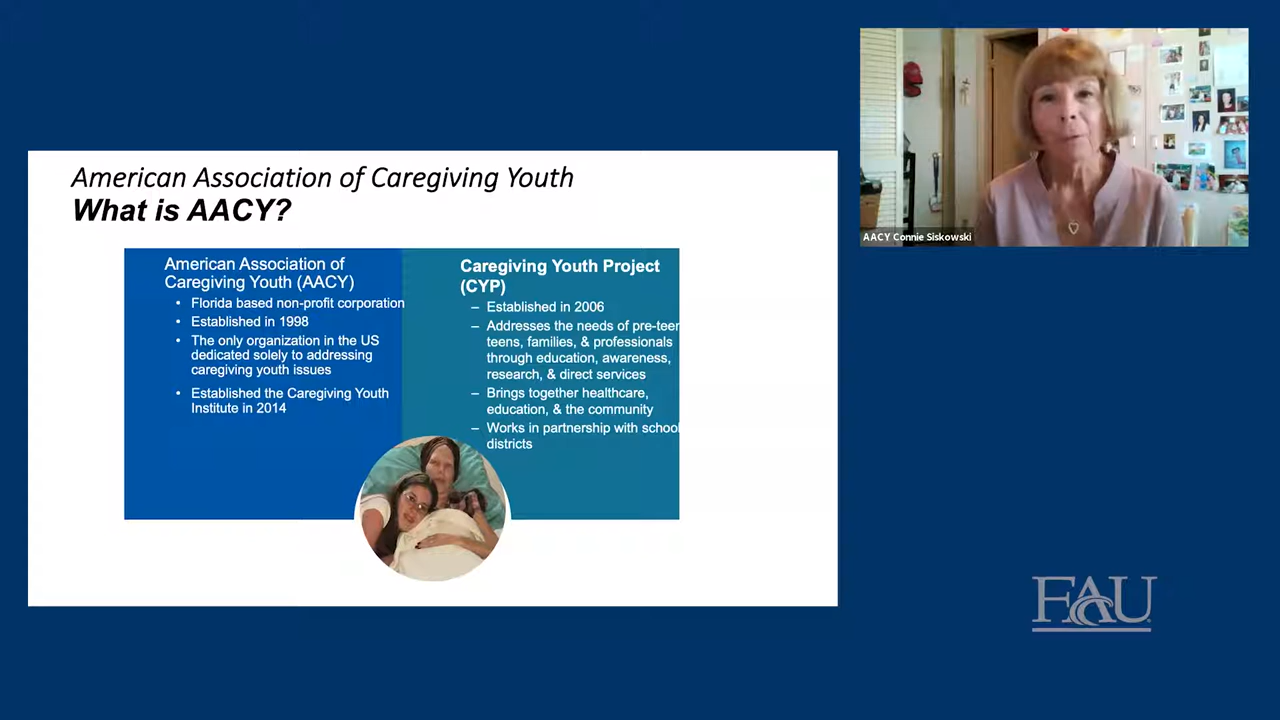 American Association of Caregiving Youth
What is AACY?
American Association of
Caregiving Youth (AACY)
• Florida based non-profit corporation
• Established in 1998
• The only organization in the US
dedicated solely to addressing
caregiving youth issues
• Established the Caregiving Youth
Institute in 2014
Caregiving Youth Project
(CYP)
– Established in 2006
– Addresses the needs of pre-teen
teens, families, & professionals
through education, awareness,
research, & direct services
– Brings together healthcare,
education, & the community
– Works in partnership with school
districts
AACY Connie Siskowski
FAU